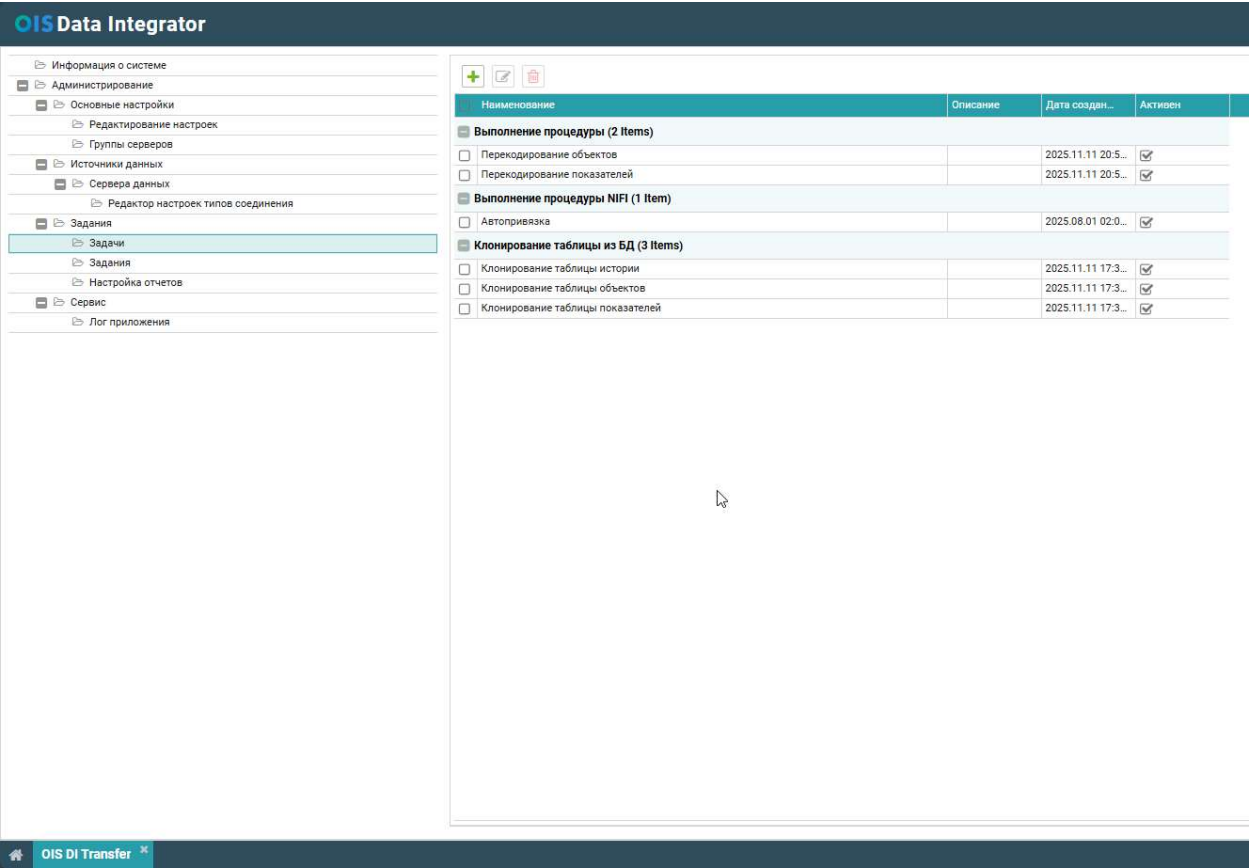 OIS Data Integrator
Информация о системе
Администрирование
Основные настройки
Редактирование настроек
Группы серверов
Источники данных
Сервера данных
Редактор настроек типов соединения
Задания
Задачи
Задания
Настройка отчетов
Сервис
Лог приложения
Наименование Описание Дата создан... Активен
Выполнение процедуры (2 Items)
Перекодирование объектов 2025.11.11 20:5...
Перекодирование показателей 2025.11.11 20:5...
Выполнение процедуры NIFI (1 Item)
Автопривязка 2025.08.01 02:0...
Клонирование таблицы из БД (3 Items)
Клонирование таблицы истории 2025.11.11 17:3...
Клонирование таблицы объектов 2025.11.11 17:3...
Клонирование таблицы показателей 2025.11.11 17:3...
OIS DI Transfer